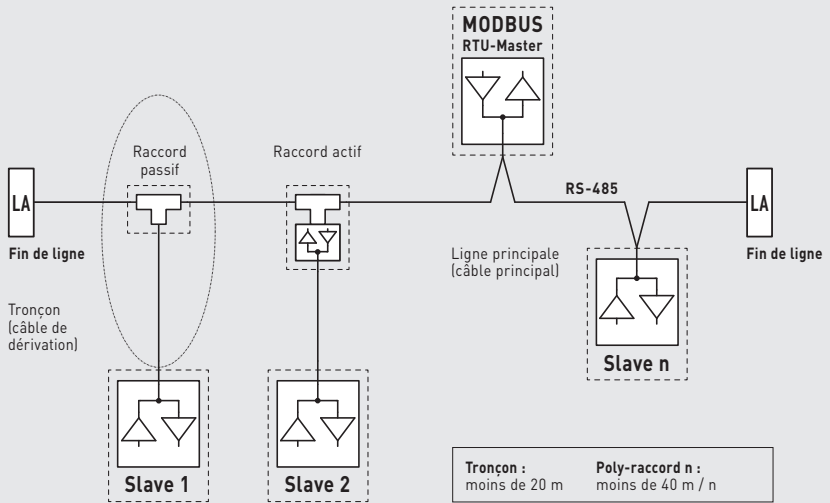 MODBUS
RTU-Master
Raccord
passif
Raccord actif
RS-485
LA
LA
Fin de ligne
Ligne principale
(câble principal)
Fin de ligne
Tronçon
(câble de
dérivation)
Slave n
Slave 1
Slave 2
Tronçon :
moins de 20 m
Poly-raccord n :
moins de 40 m / n